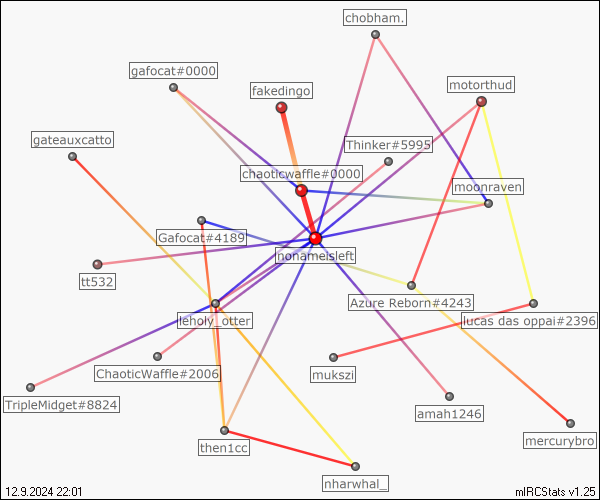 chobham.
gafocat#0000
fakedingo
motorthud
gateauxcatto
Thinker#5995
chaoticwaffle#0000
moonraven
Gafocat#4189
nonameisleft
tt532
Azure Reborn#4243
leholy_otter
lucas das oppai#2396
ChaoticWaffle#2006
mukszi
TripleMidget#8824
amah1246
then1cc
mercurybro
nharwhal_
12.9.2024 22:01
mIRCStats v1.25